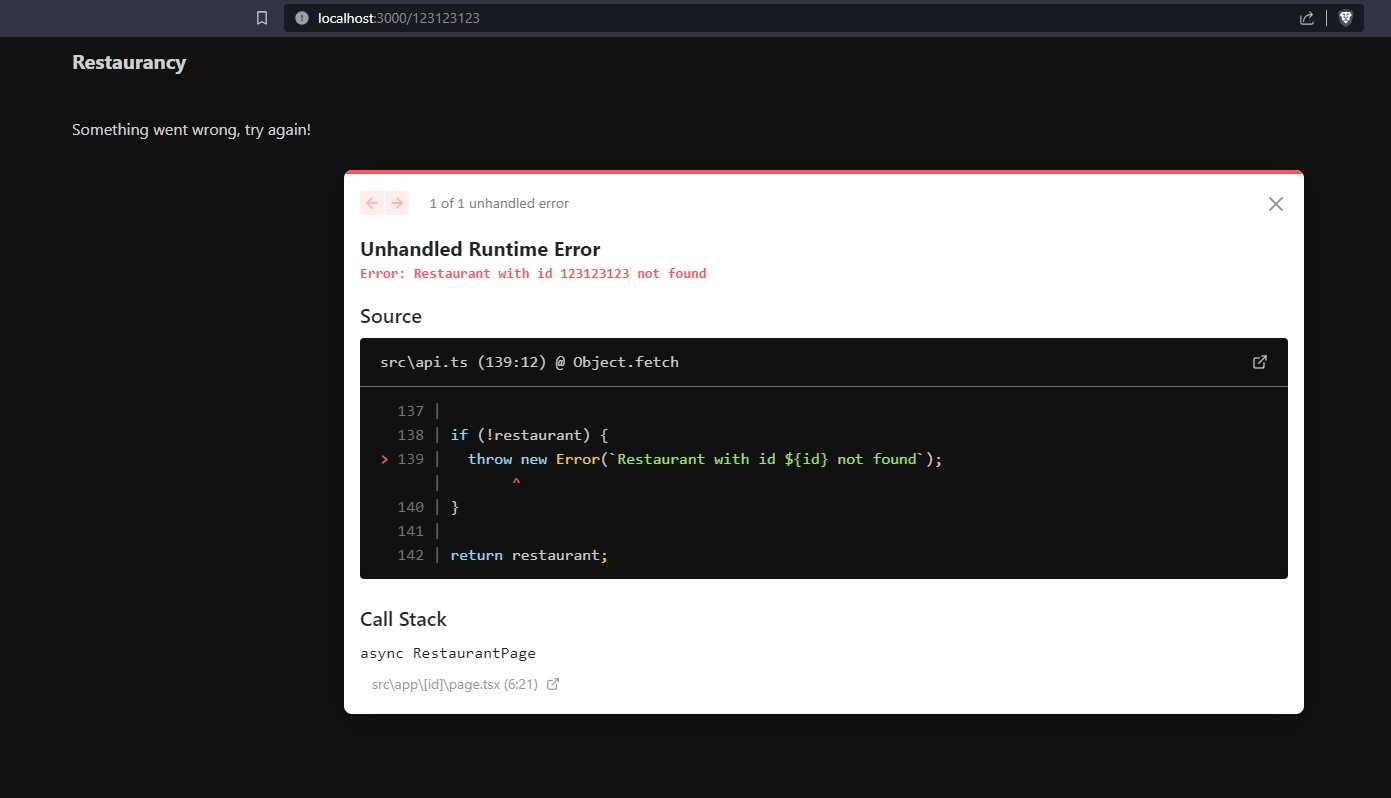 localhost:3000/123123123
Restaurancy
Something went wrong, try again!
1 of 1 unhandled error
Unhandled Runtime Error
Error: Restaurant with id 123123123 not found
Source
src\api.ts (139:12) @ Object.fetch
137 |
138 | if (!restaurant) {
> 139 |   throw new Error(`Restaurant with id ${id} not found`);
|         ^
140 | }
141 |
142 | return restaurant;
Call Stack
async RestaurantPage
src\app\[id]\page.tsx (6:21)